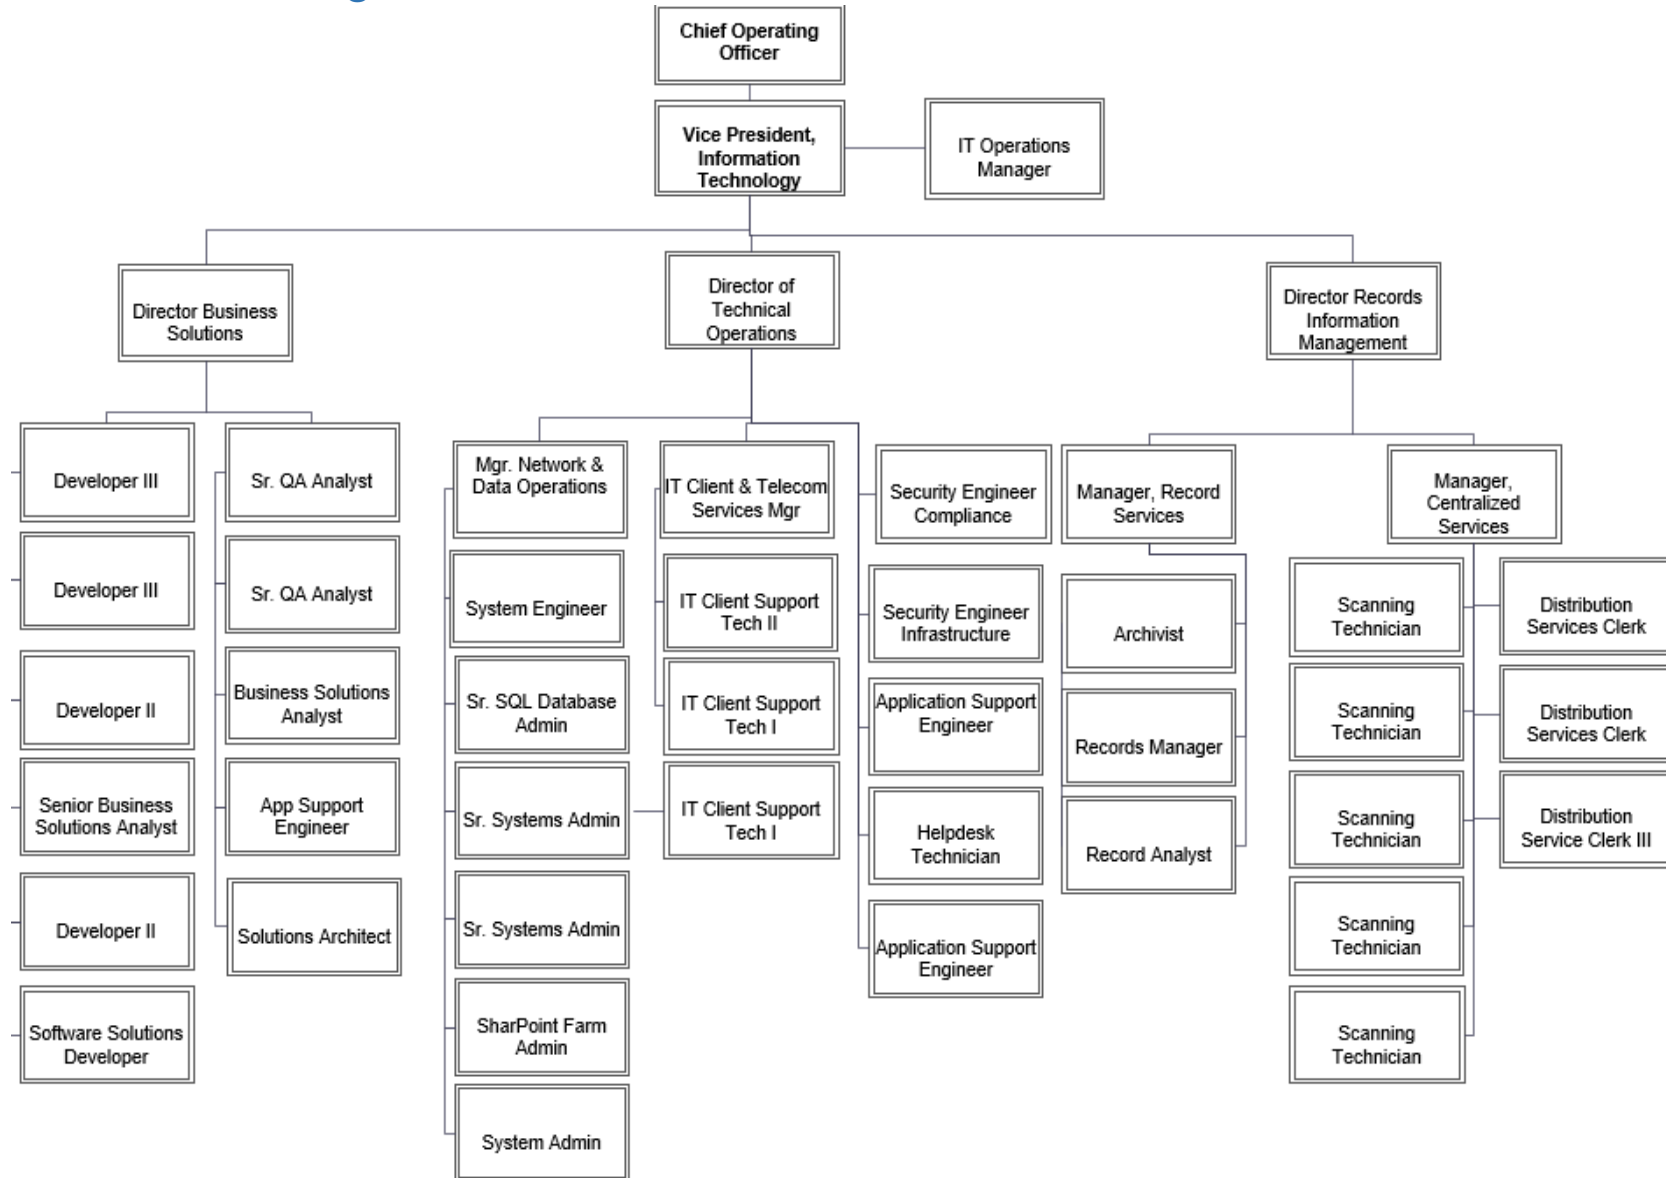 Chief Operating
Officer
Vice President,
Information
Technology
IT Operations
Manager
Director Business
Solutions
Director of
Technical
Operations
Director Records
Information
Management
Developer III
Developer III
Developer II
Senior Business
Solutions Analyst
Developer II
Software Solutions
Developer
Sr. QA Analyst
Sr. QA Analyst
Business Solutions
Analyst
App Support
Engineer
Solutions Architect
Mgr. Network &
Data Operations
System Engineer
Sr. SQL Database
Admin
Sr. Systems Admin
Sr. Systems Admin
SharPoint Farm
Admin
System Admin
IT Client & Telecom
Services Mgr
IT Client Support
Tech II
IT Client Support
Tech I
IT Client Support
Tech I
Security Engineer
Compliance
Security Engineer
Infrastructure
Application Support
Engineer
Helpdesk
Technician
Application Support
Engineer
Manager, Record
Services
Archivist
Records Manager
Record Analyst
Manager,
Centralized
Services
Scanning
Technician
Scanning
Technician
Scanning
Technician
Scanning
Technician
Scanning
Technician
Distribution
Services Clerk
Distribution
Services Clerk
Distribution
Service Clerk III